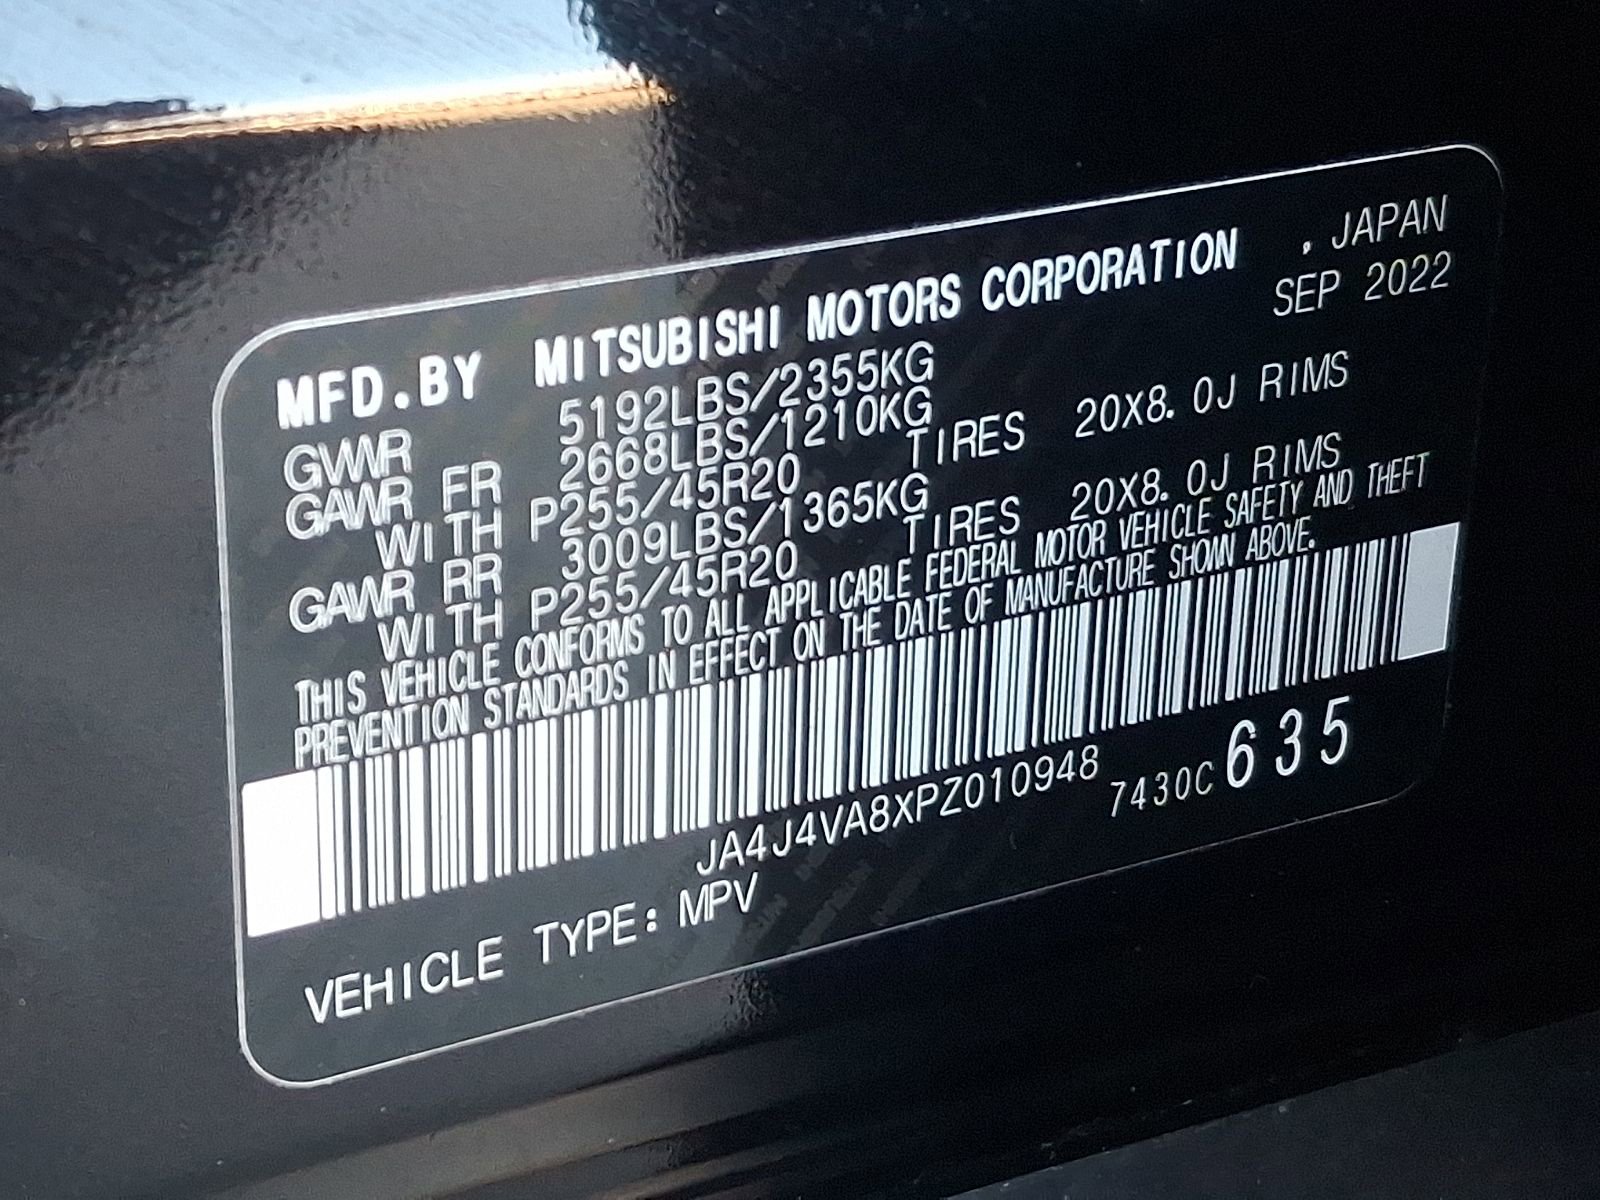 MFD.BY MITSUBISHI MOTORS CORPORATION , JAPAN
GVWR 5192LBS/2355KG SEP 2022
GAWR FR 2668LBS/1210KG
WITH P255/45R20 TIRES 20X8.0J RIMS
GAWR RR 3009LBS/1365KG
WITH P255/45R20 TIRES 20X8.0J RIMS
THIS VEHICLE CONFORMS TO ALL APPLICABLE FEDERAL MOTOR VEHICLE SAFETY AND THEFT
PREVENTION STANDARDS IN EFFECT ON THE DATE OF MANUFACTURE SHOWN ABOVE.
JA4J4VA8XPZ010948 7430C635
VEHICLE TYPE: MPV